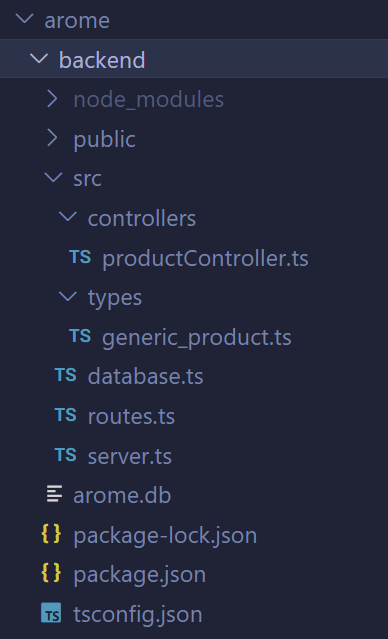 arome
backend
node_modules
public
src
controllers
TS productController.ts
types
TS generic_product.ts
TS database.ts
TS routes.ts
TS server.ts
arome.db
{ } package-lock.json
{ } package.json
TS tsconfig.json